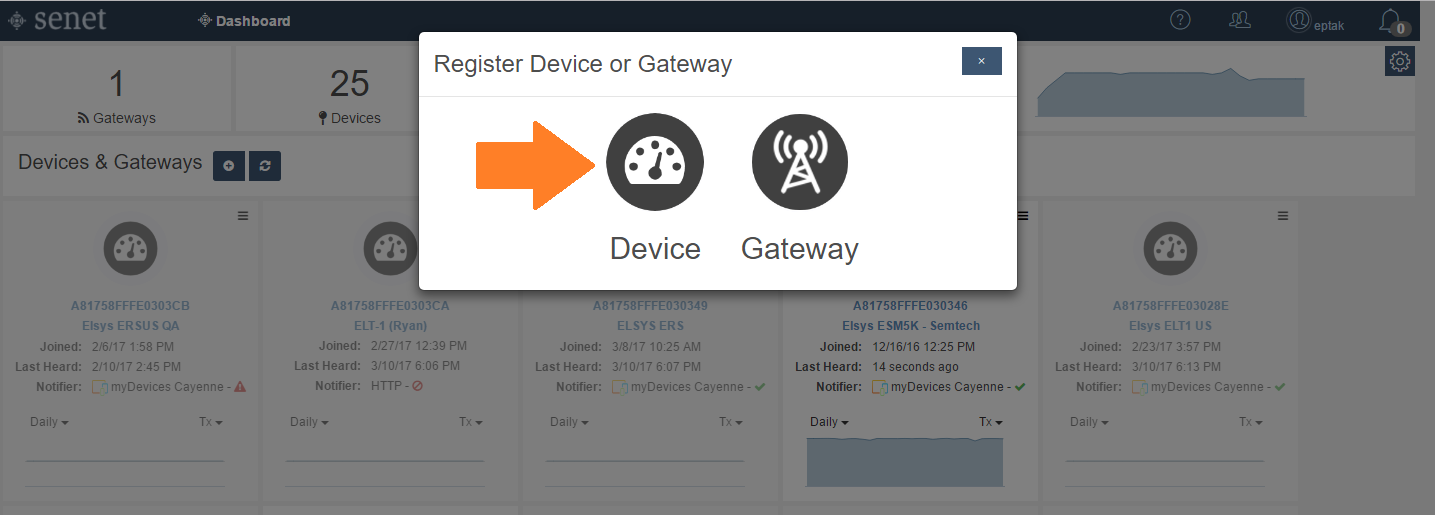 senet
Dashboard
eptak
0
Register Device or Gateway
×
1
Gateways
25
Devices
Device
Gateway
Devices & Gateways
A81758FFFE0303CB
Elsys ERSUS QA
Joined: 2/6/17 1:58 PM
Last Heard: 2/10/17 2:45 PM
Notifier: myDevices Cayenne -
Daily Tx
A81758FFFE0303CA
ELT-1 (Ryan)
Joined: 2/27/17 12:39 PM
Last Heard: 3/10/17 6:06 PM
Notifier: HTTP -
Daily Tx
A81758FFFE030349
ELSYS ERS
Joined: 3/8/17 10:25 AM
Last Heard: 3/10/17 6:07 PM
Notifier: myDevices Cayenne -
Daily Tx
A81758FFFE030346
Elsys ESM5K - Semtech
Joined: 12/16/16 12:25 PM
Last Heard: 14 seconds ago
Notifier: myDevices Cayenne -
Daily Tx
A81758FFFE03028E
Elsys ELT1 US
Joined: 2/23/17 3:57 PM
Last Heard: 3/10/17 6:13 PM
Notifier: myDevices Cayenne -
Daily Tx